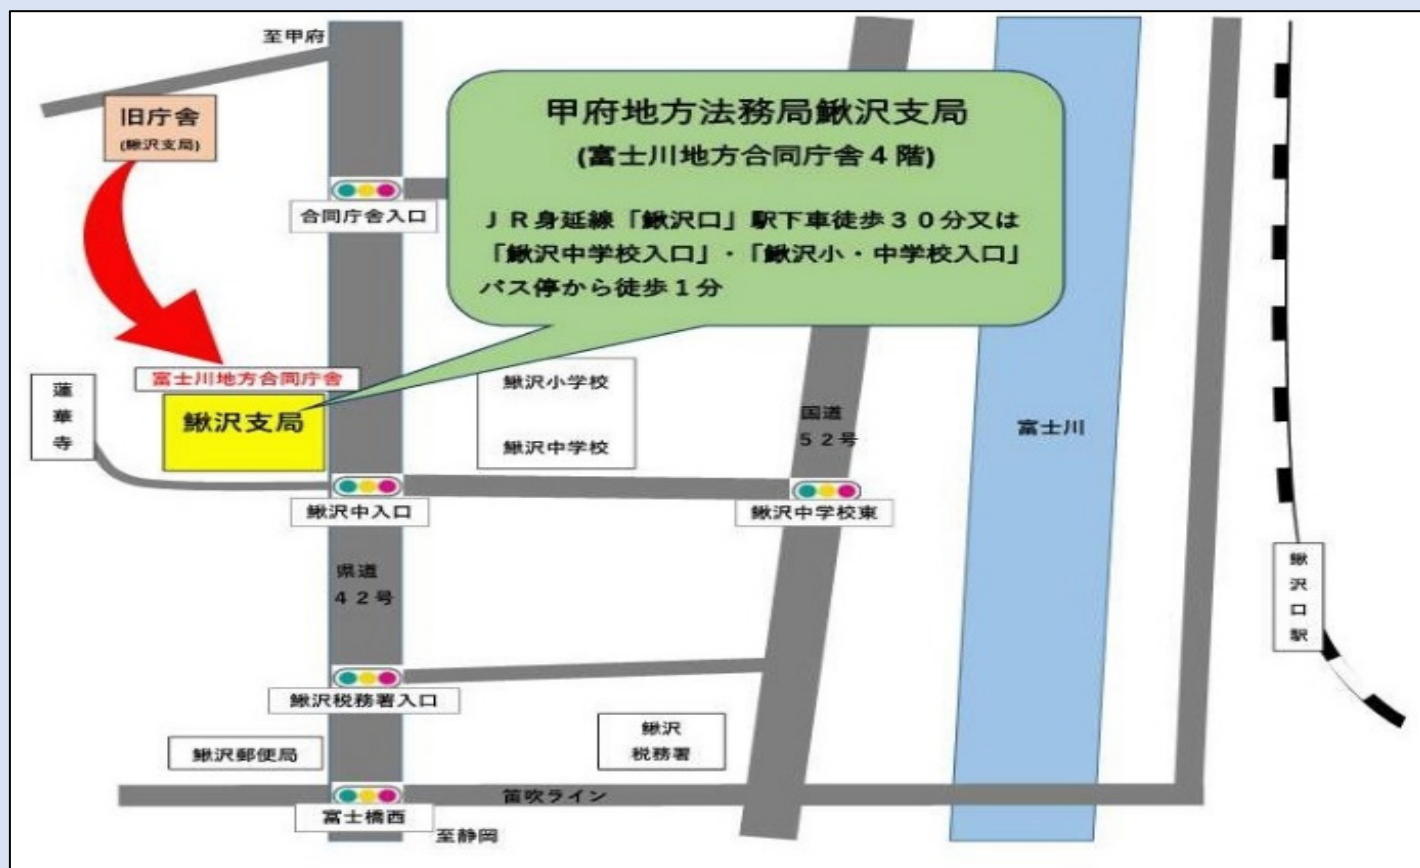 至甲府
旧庁舎
(鰍沢支局)
甲府地方法務局鰍沢支局
(富士川地方合同庁舎４階)
ＪＲ身延線「鰍沢口」駅下車徒歩３０分又は
「鰍沢中学校入口」・「鰍沢小・中学校入口」
バス停から徒歩１分
合同庁舎入口
富士川地方合同庁舎
鰍沢支局
蓮華寺
鰍沢小学校
鰍沢中学校
国道
５２号
富士川
鰍沢中入口
鰍沢中学校東
県道
４２号
鰍沢口駅
鰍沢税務署入口
鰍沢郵便局
鰍沢
税務署
笛吹ライン
富士橋西
至静岡